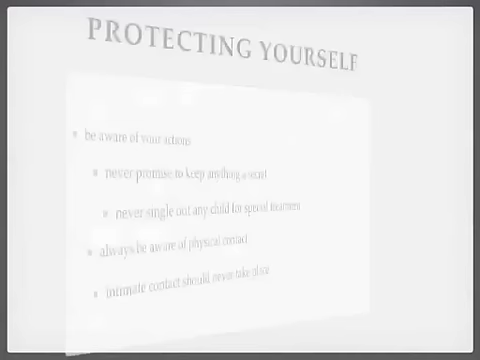 PROTECTING YOURSELF
be aware of your actions
never promise to keep anything a secret
never single out any child for special treatment
always be aware of physical contact
intimate contact should never take place